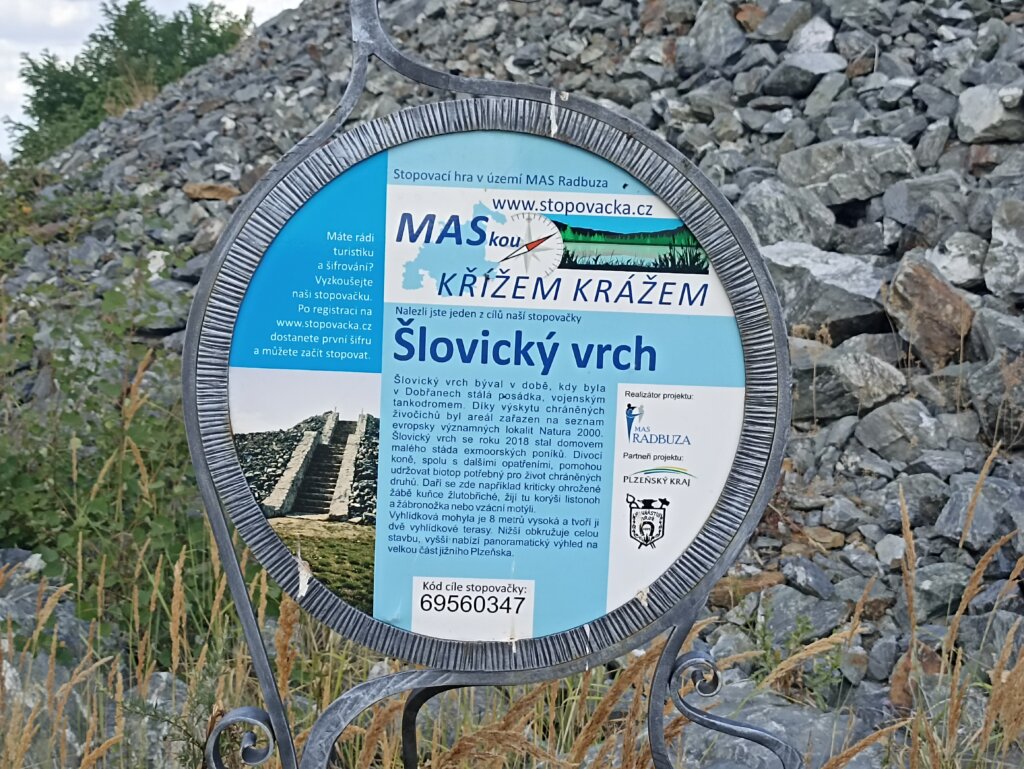 Stopovací hra v území MAS Radbuza
www.stopovacka.cz
MASkou
KŘÍŽEM KRÁŽEM
Máte rádi
turistiku
a šifrování?
Vyzkoušejte
naši stopovačku.
Po registraci na
www.stopovacka.cz
dostanete první šifru
a můžete začít stopovat.
Nalezli jste jeden z cílů naší stopovačky
Šlovický vrch
Šlovický vrch býval v době, kdy byla
v Dobřanech stálá posádka, vojenským
tankodromem. Díky výskytu chráněných
živočichů byl areál zařazen na seznam
evropsky významných lokalit Natura 2000.
Šlovický vrch se roku 2018 stal domovem
malého stáda exmoorských poníků. Divocí
koně, spolu s dalšími opatřeními, pomohou
udržovat biotop potřebný pro život chráněných
druhů. Daří se zde například kriticky ohrožené
žábě kuňce žlutobřiché, žijí tu korýši listonoh
a žábronožka nebo vzácní motýli.
Vyhlídková mohyla je 8 metrů vysoká a tvoří ji
dvě vyhlídkové terasy. Nižší obkružuje celou
stavbu, vyšší nabízí panoramatický výhled na
velkou část jižního Plzeňska.
Realizátor projektu:
MAS
RADBUZA
Partneři projektu:
PLZEŇSKÝ KRAJ
Kód cíle stopovačky:
69560347